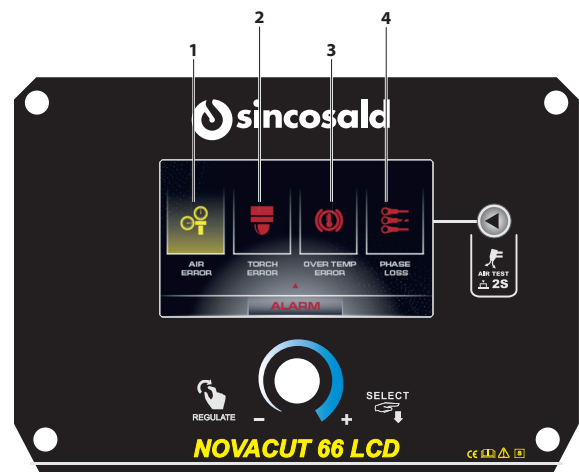 1 2 3 4
sincosald
AIR ERROR
TORCH ERROR
OVER TEMP ERROR
PHASE LOSS
ALARM
AIR TEST
2S
REGULATE
SELECT
- +
NOVACUT 66 LCD
CE